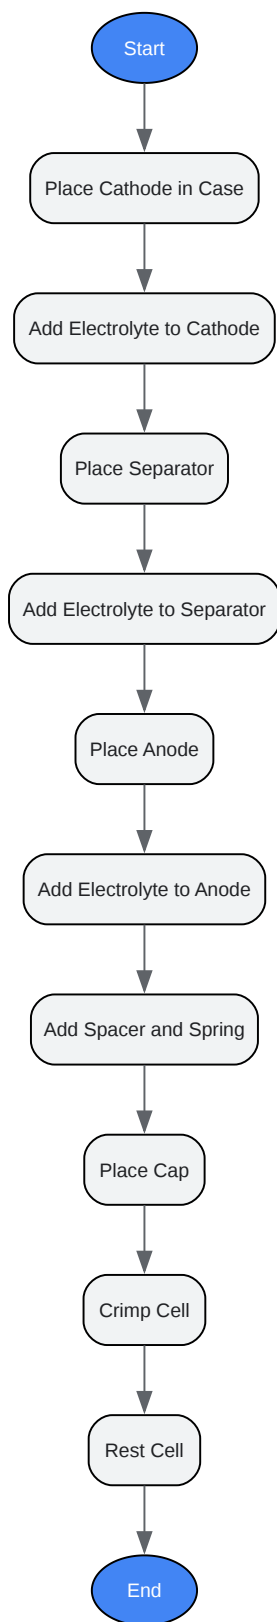 Start
Place Cathode in Case
Add Electrolyte to Cathode
Place Separator
Add Electrolyte to Separator
Place Anode
Add Electrolyte to Anode
Add Spacer and Spring
Place Cap
Crimp Cell
Rest Cell
End